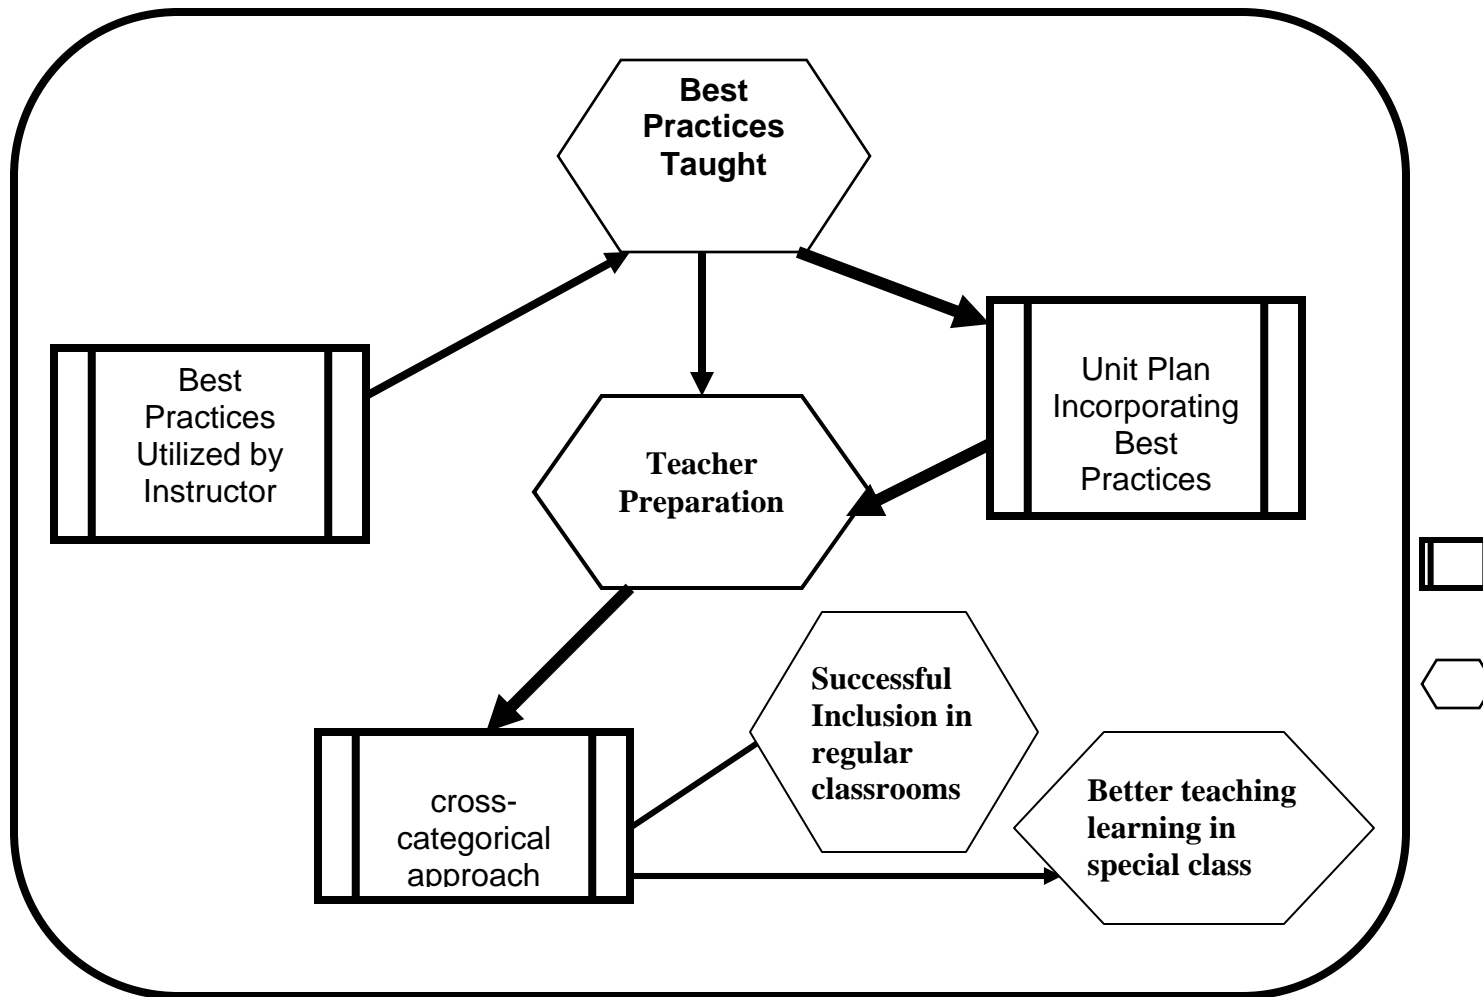 Best
Practices
Taught
Best
Practices
Utilized by
Instructor
Unit Plan
Incorporating
Best
Practices
Teacher
Preparation
Successful
Inclusion in
regular
classrooms
cross-
categorical
approach
Better teaching
learning in
special class